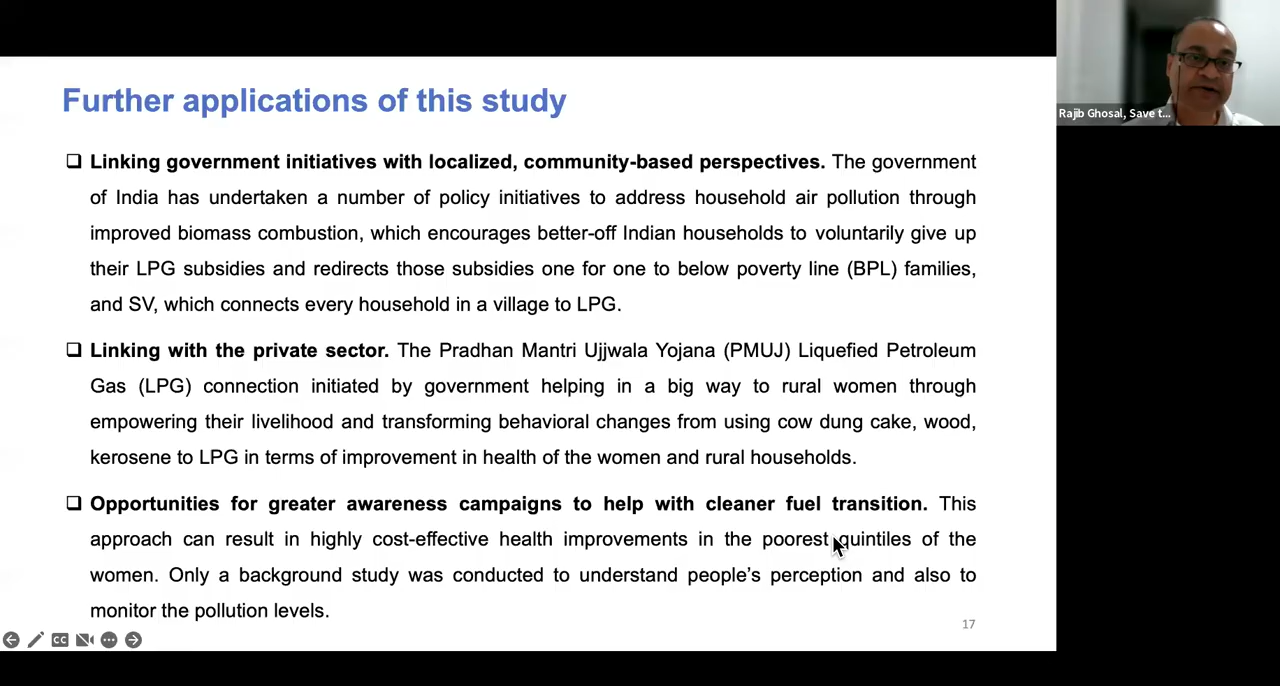 Further applications of this study
Linking government initiatives with localized, community-based perspectives. The government
of India has undertaken a number of policy initiatives to address household air pollution through
improved biomass combustion, which encourages better-off Indian households to voluntarily give up
their LPG subsidies and redirects those subsidies one for one to below poverty line (BPL) families,
and SV, which connects every household in a village to LPG.
Linking with the private sector. The Pradhan Mantri Ujjwala Yojana (PMUJ) Liquefied Petroleum
Gas (LPG) connection initiated by government helping in a big way to rural women through
empowering their livelihood and transforming behavioral changes from using cow dung cake, wood,
kerosene to LPG in terms of improvement in health of the women and rural households.
Opportunities for greater awareness campaigns to help with cleaner fuel transition. This
approach can result in highly cost-effective health improvements in the poorest quintiles of the
women. Only a background study was conducted to understand people’s perception and also to
monitor the pollution levels.
17
CC
Rajib Ghosal, Save t...